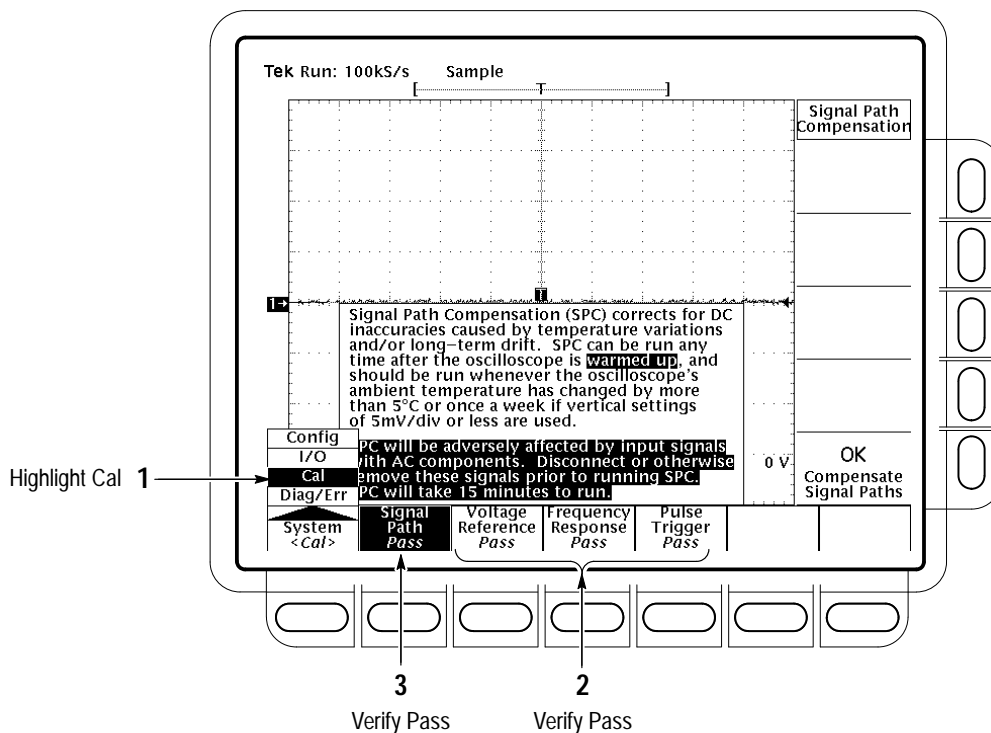 Tek Run: 100kS/s Sample
[ T ]
Signal Path
Compensation
T
1→
Signal Path Compensation (SPC) corrects for DC
inaccuracies caused by temperature variations
and/or long–term drift. SPC can be run any
time after the oscilloscope is warmed up, and
should be run whenever the oscilloscope's
ambient temperature has changed by more
than 5°C or once a week if vertical settings
of 5mV/div or less are used.
PC will be adversely affected by input signals
ith AC components. Disconnect or otherwise
emove these signals prior to running SPC.
PC will take 15 minutes to run.
0 V
OK
Compensate
Signal Paths
Config
I/O
Cal
Diag/Err
System
<Cal>
Signal
Path
Pass
Voltage
Reference
Pass
Frequency
Response
Pass
Pulse
Trigger
Pass
Highlight Cal 1
3
Verify Pass
2
Verify Pass